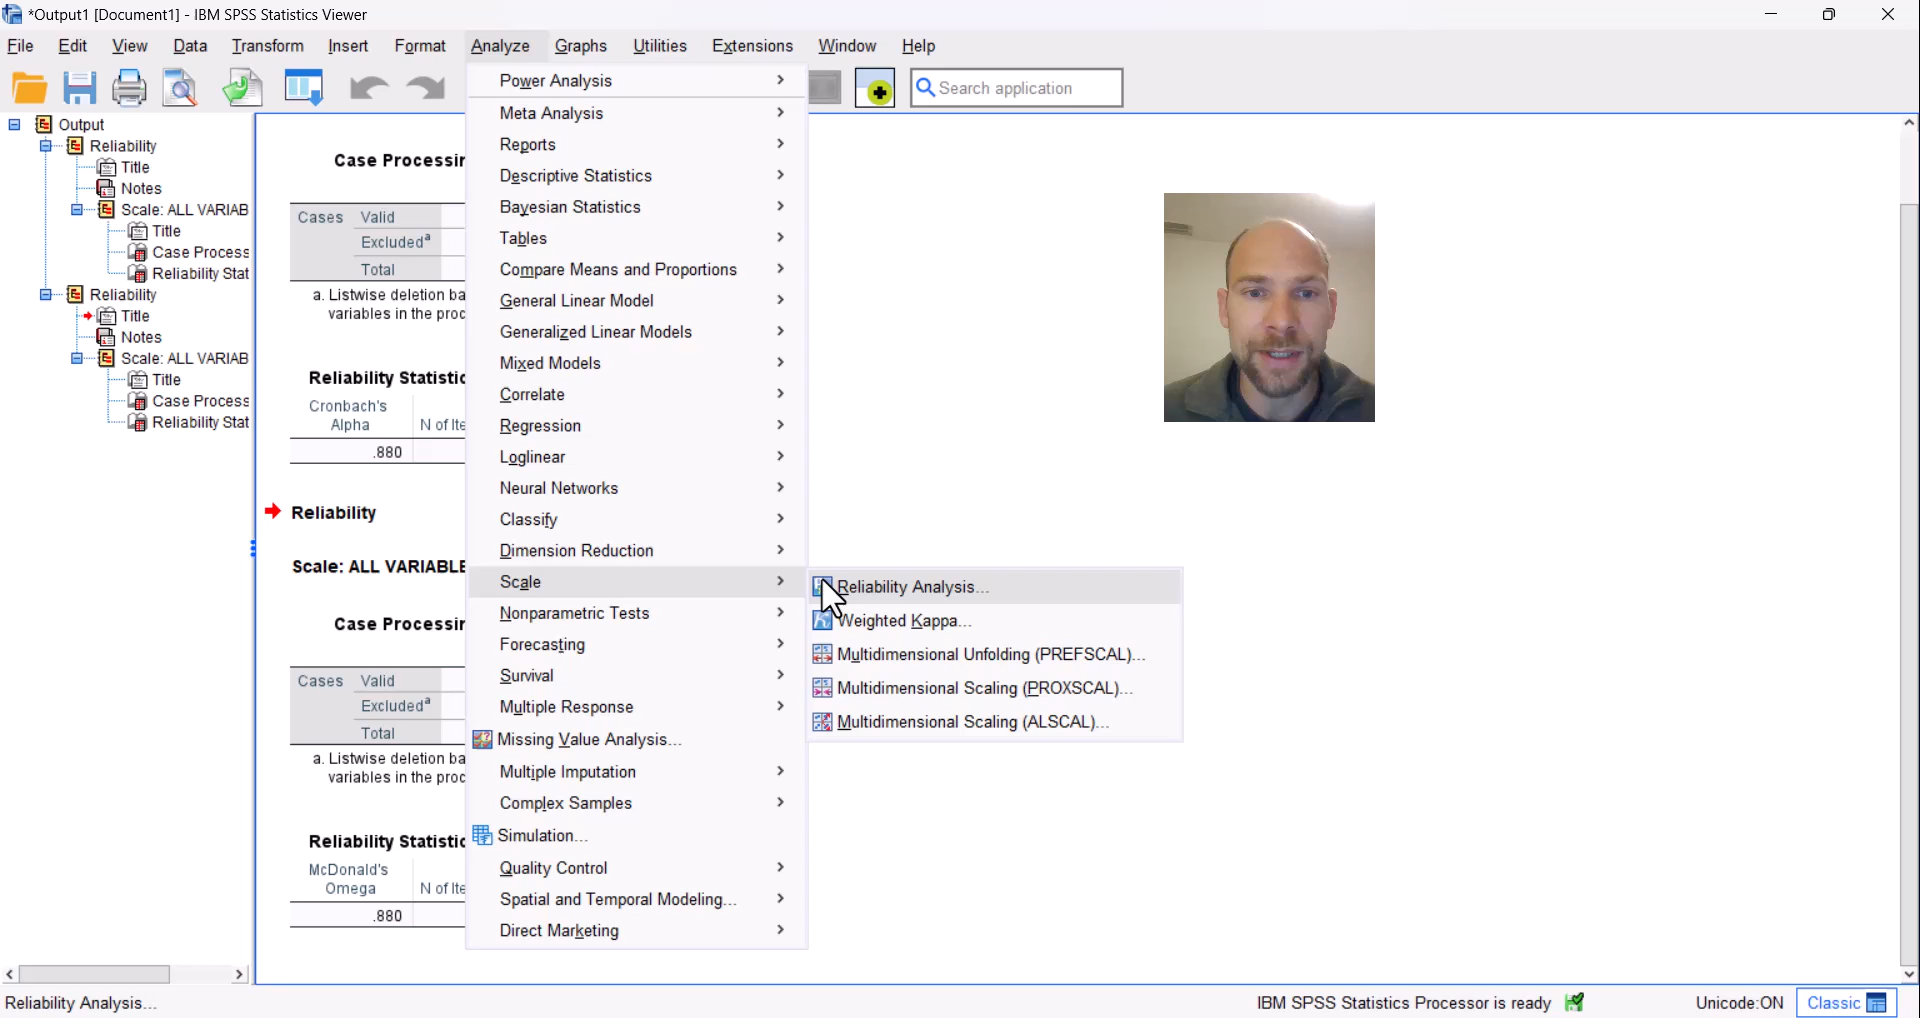 *Output1 [Document1] - IBM SPSS Statistics Viewer
File Edit View Data Transform Insert Format Analyze Graphs Utilities Extensions Window Help
Search application
Output
Reliability
Title
Notes
Scale: ALL VARIAB
Title
Case Process
Reliability Stat
Reliability
Title
Notes
Scale: ALL VARIAB
Title
Case Process
Reliability Stat
Case Processin
Cases Valid
Excludedª
Total
a. Listwise deletion ba
variables in the proc
Reliability Statistic
Cronbach's
Alpha N of Ite
.880
Reliability
Scale: ALL VARIABLE
Case Processin
Cases Valid
Excludedª
Total
a. Listwise deletion ba
variables in the proc
Reliability Statistic
McDonald's
Omega N of Ite
.880
Power Analysis
Meta Analysis
Reports
Descriptive Statistics
Bayesian Statistics
Tables
Compare Means and Proportions
General Linear Model
Generalized Linear Models
Mixed Models
Correlate
Regression
Loglinear
Neural Networks
Classify
Dimension Reduction
Scale
Nonparametric Tests
Forecasting
Survival
Multiple Response
Missing Value Analysis...
Multiple Imputation
Complex Samples
Simulation...
Quality Control
Spatial and Temporal Modeling...
Direct Marketing
Reliability Analysis...
Weighted Kappa...
Multidimensional Unfolding (PREFSCAL)...
Multidimensional Scaling (PROXSCAL)...
Multidimensional Scaling (ALSCAL)...
Reliability Analysis... IBM SPSS Statistics Processor is ready Unicode:ON Classic